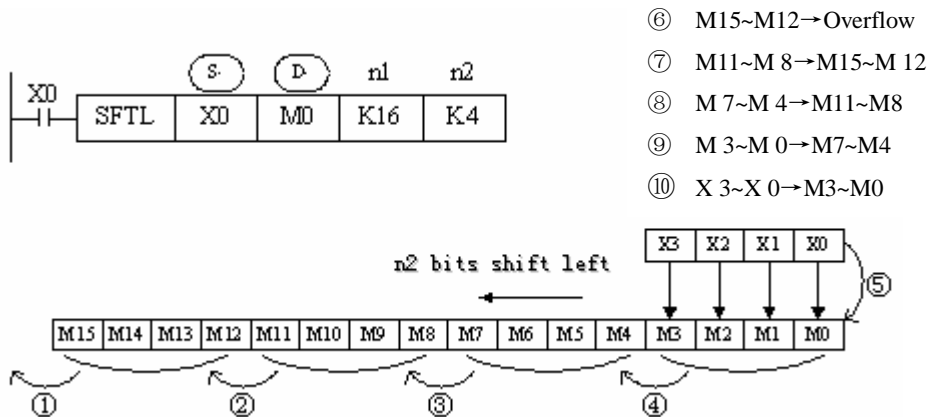 ⑥ M15~M12→Overflow
S· D· n1 n2
⑦ M11~M 8→M15~M 12
X0
SFTL X0 M0 K16 K4
⑧ M 7~M 4→M11~M8
⑨ M 3~M 0→M7~M4
⑩ X 3~X 0→M3~M0
X3 X2 X1 X0
n2 bits shift left
⑤
M15 M14 M13 M12 M11 M10 M9 M8 M7 M6 M5 M4 M3 M2 M1 M0
① ② ③ ④